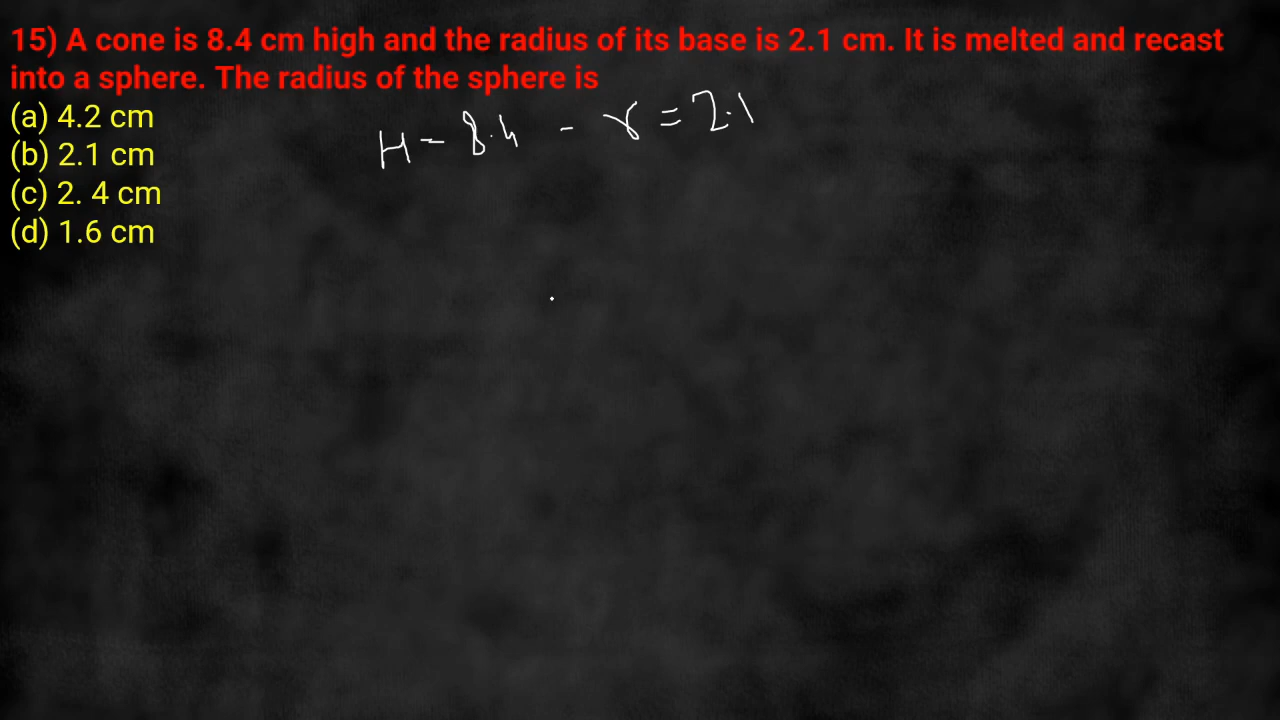 15) A cone is 8.4 cm high and the radius of its base is 2.1 cm. It is melted and recast
into a sphere. The radius of the sphere is
(a) 4.2 cm
H = 8.4 - r = 2.1
(b) 2.1 cm
(c) 2. 4 cm
(d) 1.6 cm